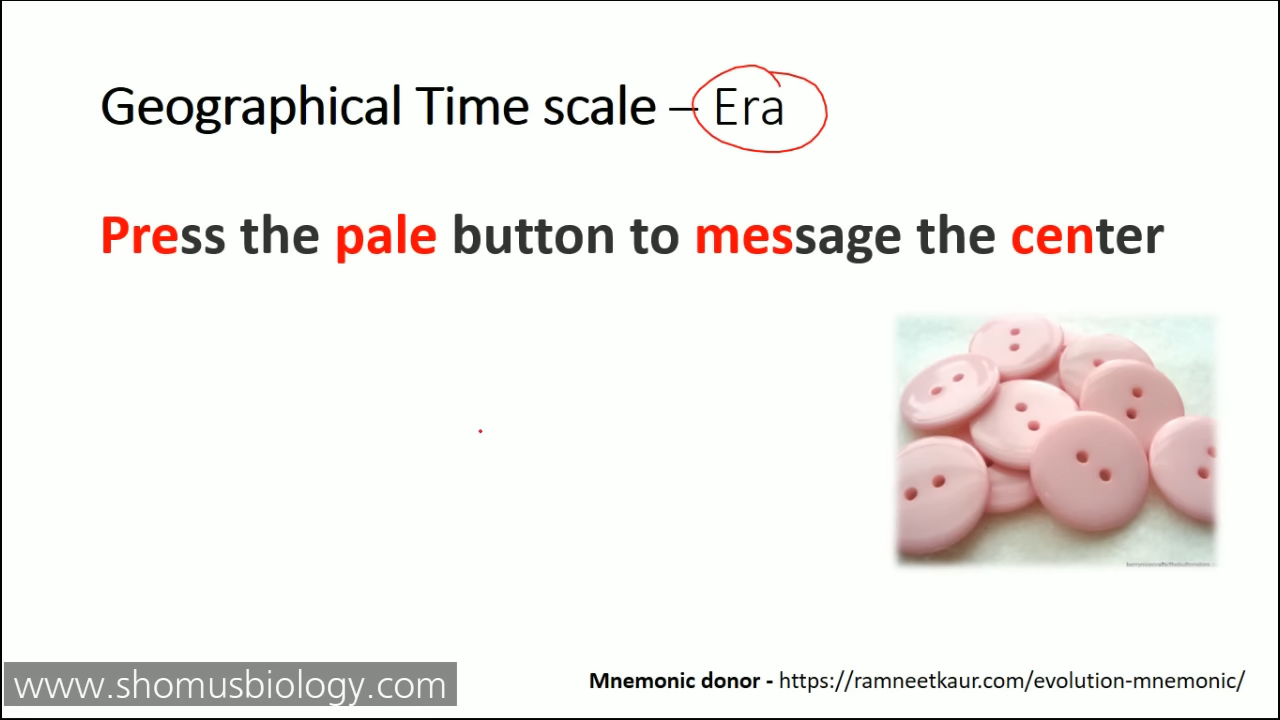 Geographical Time scale – Era
Press the pale button to message the center
www.shomusbiology.com
Mnemonic donor - https://ramneetkaur.com/evolution-mnemonic/